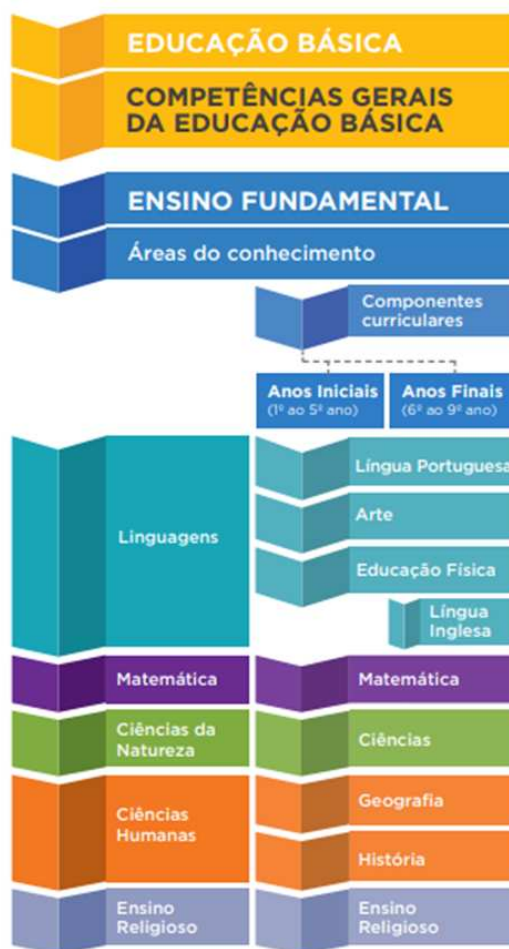 EDUCAÇÃO BÁSICA
COMPETÊNCIAS GERAIS
DA EDUCAÇÃO BÁSICA
ENSINO FUNDAMENTAL
Áreas do conhecimento
Componentes
curriculares
Anos Iniciais
(1º ao 5º ano)
Anos Finais
(6º ao 9º ano)
Linguagens
Língua Portuguesa
Arte
Educação Física
Língua
Inglesa
Matemática
Matemática
Ciências da
Natureza
Ciências
Ciências
Humanas
Geografia
História
Ensino
Religioso
Ensino
Religioso